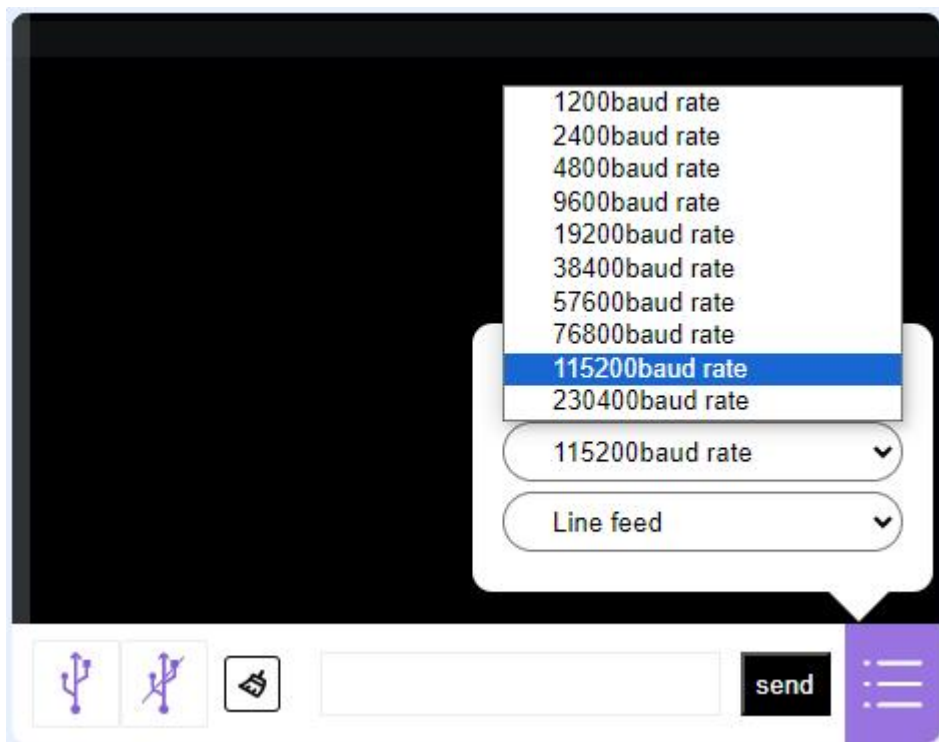 1200baud rate
2400baud rate
4800baud rate
9600baud rate
19200baud rate
38400baud rate
57600baud rate
76800baud rate
115200baud rate
230400baud rate
115200baud rate
Line feed
send